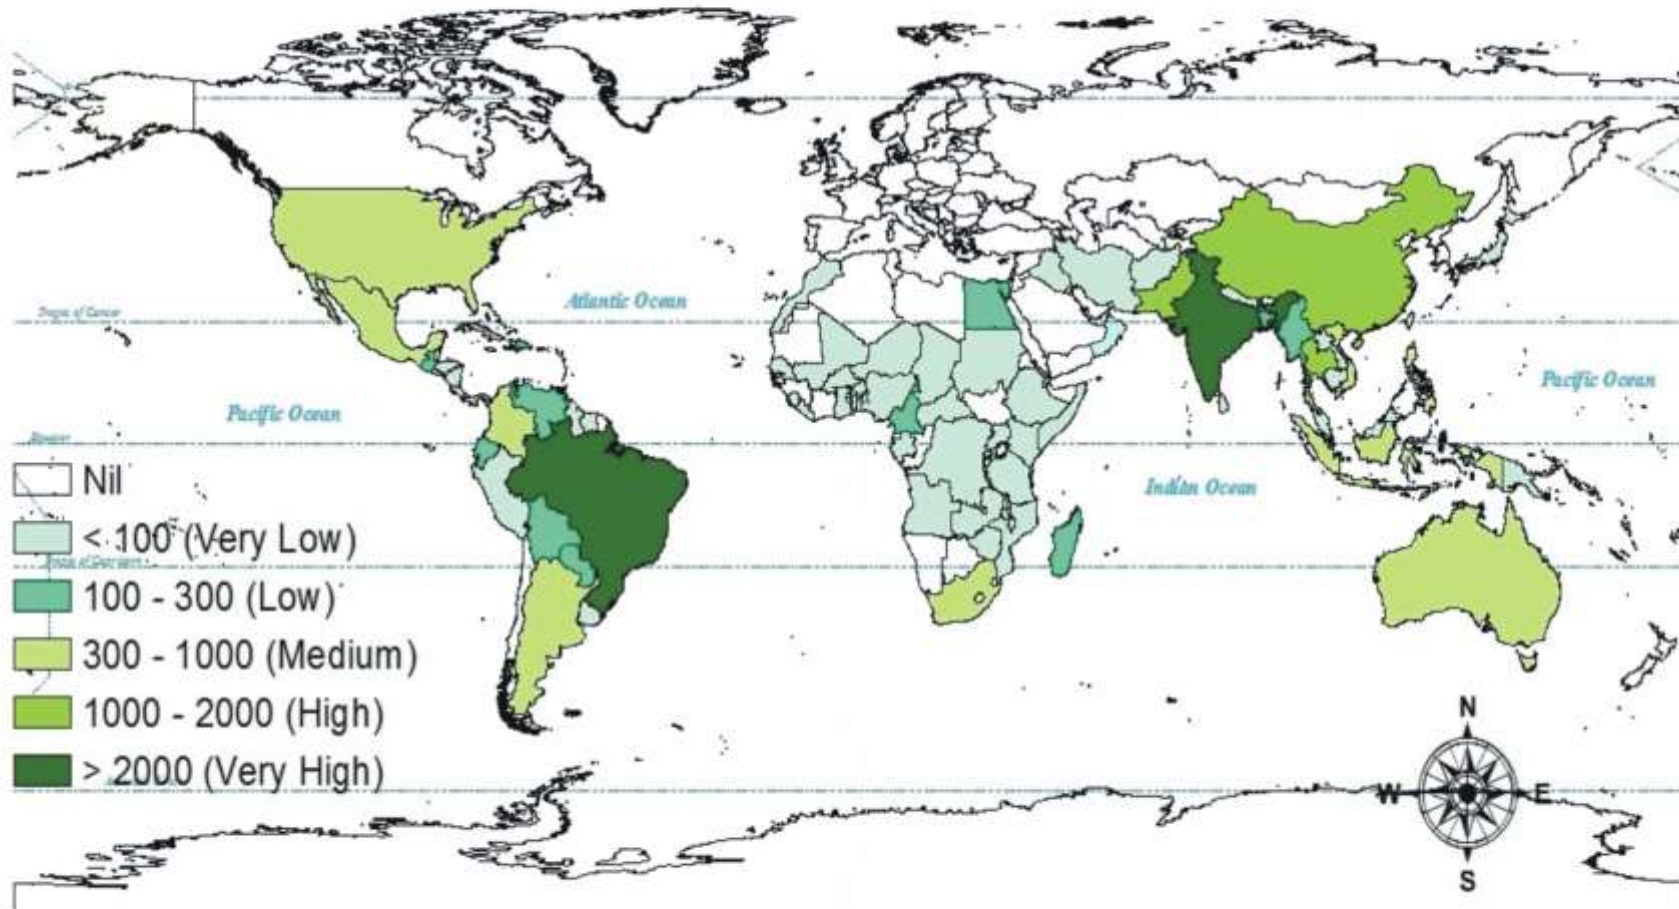 Atlantic Ocean
Pacific Ocean
Pacific Ocean
Indian Ocean
Nil
< 100 (Very Low)
100 - 300 (Low)
300 - 1000 (Medium)
1000 - 2000 (High)
> 2000 (Very High)
N
W
E
S